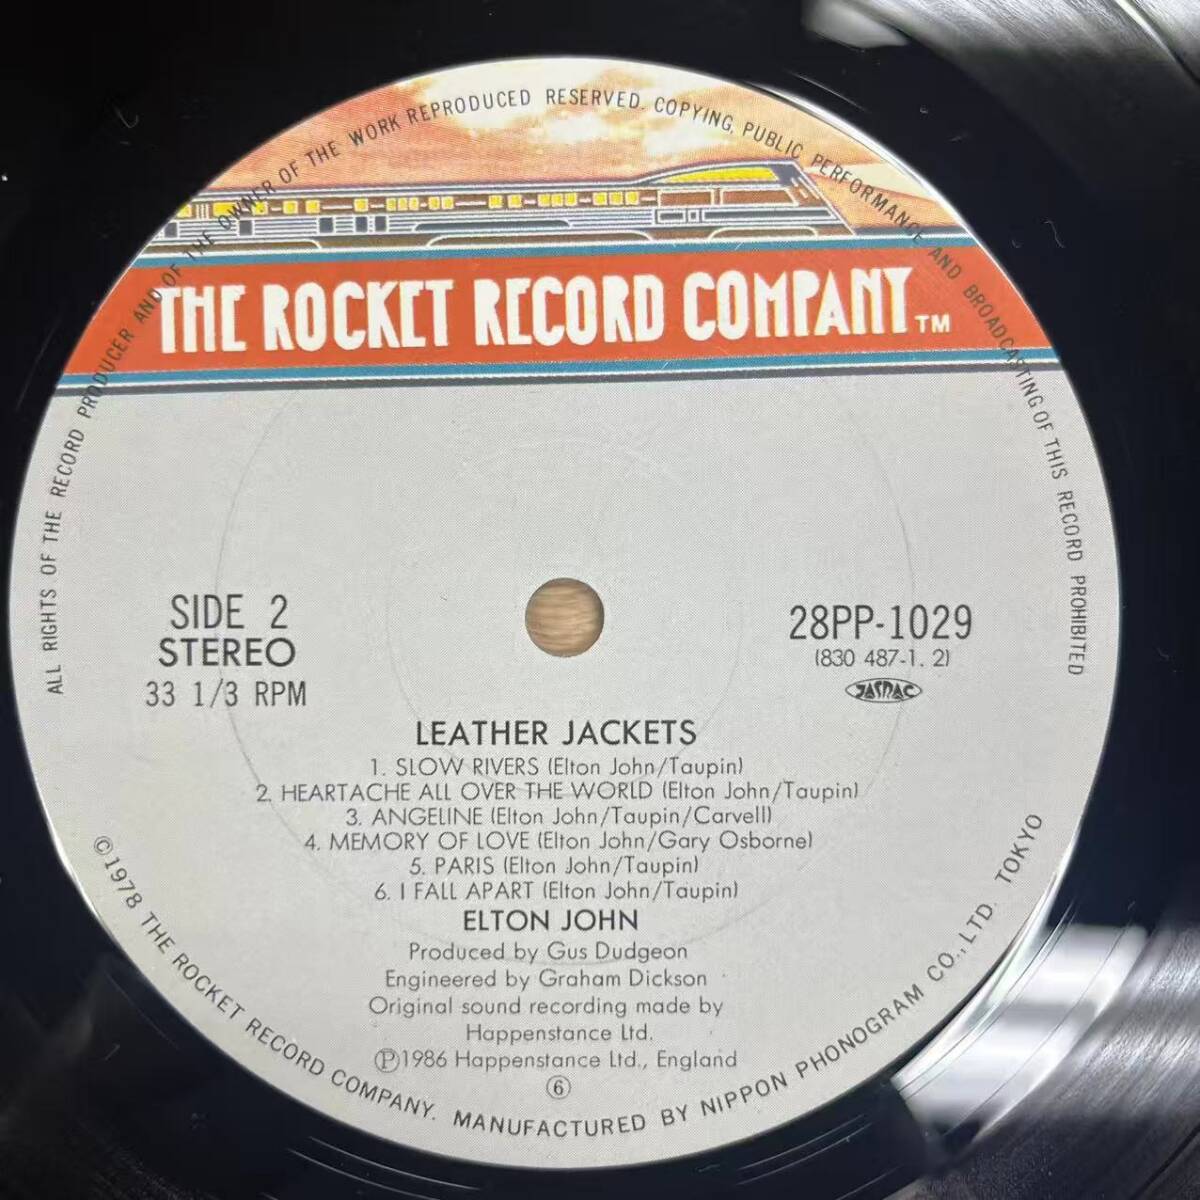 ALL RIGHTS OF THE RECORD PRODUCER AND OF THE OWNER OF THE WORK REPRODUCED RESERVED. COPYING, PUBLIC PERFORMANCE AND BROADCASTING OF THIS RECORD PROHIBITED
THE ROCKET RECORD COMPANY TM
SIDE 2
STEREO
33 1/3 RPM
28PP-1029
(830 487-1. 2)
JASRAC
LEATHER JACKETS
1. SLOW RIVERS (Elton John/Taupin)
2. HEARTACHE ALL OVER THE WORLD (Elton John/Taupin)
3. ANGELINE (Elton John/Taupin/Carvell)
4. MEMORY OF LOVE (Elton John/Gary Osborne)
5. PARIS (Elton John/Taupin)
6. I FALL APART (Elton John/Taupin)
ELTON JOHN
Produced by Gus Dudgeon
Engineered by Graham Dickson
Original sound recording made by
Happenstance Ltd.
Ⓟ1986 Happenstance Ltd., England
⑥
©1978 THE ROCKET RECORD COMPANY. MANUFACTURED BY NIPPON PHONOGRAM CO., LTD. TOKYO